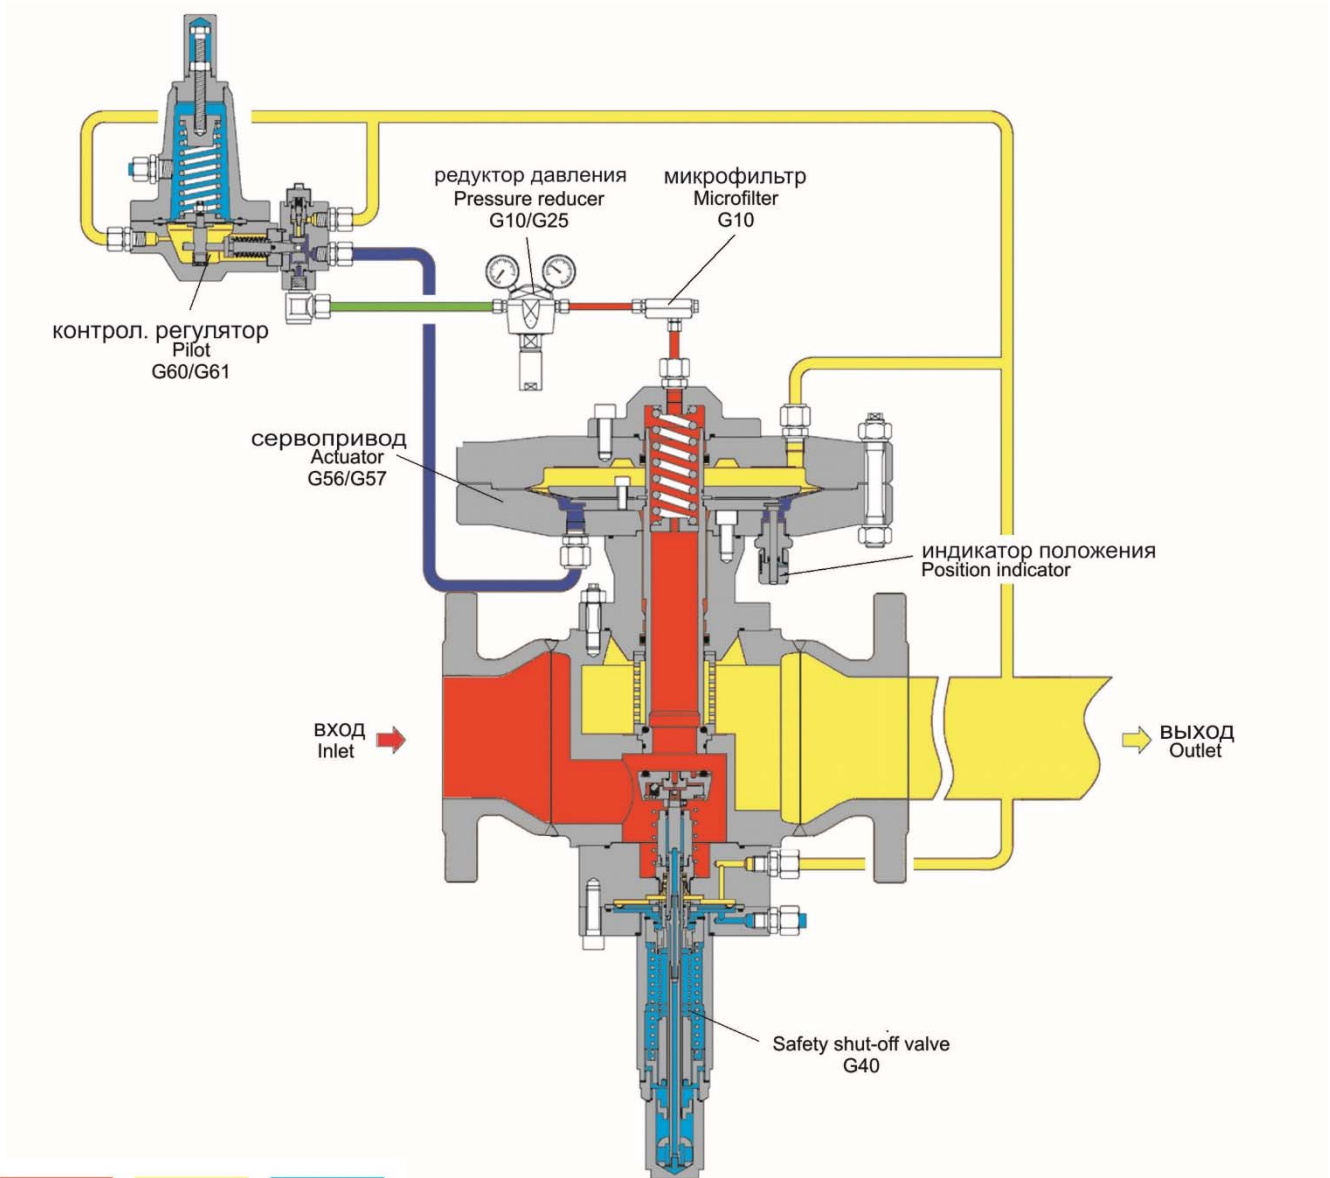 редуктор давления
Pressure reducer
G10/G25
микрофильтр
Microfilter
G10
контрол. регулятор
Pilot
G60/G61
сервопривод
Actuator
G56/G57
индикатор положения
Position indicator
вход
Inlet
выход
Outlet
Safety shut-off valve
G40